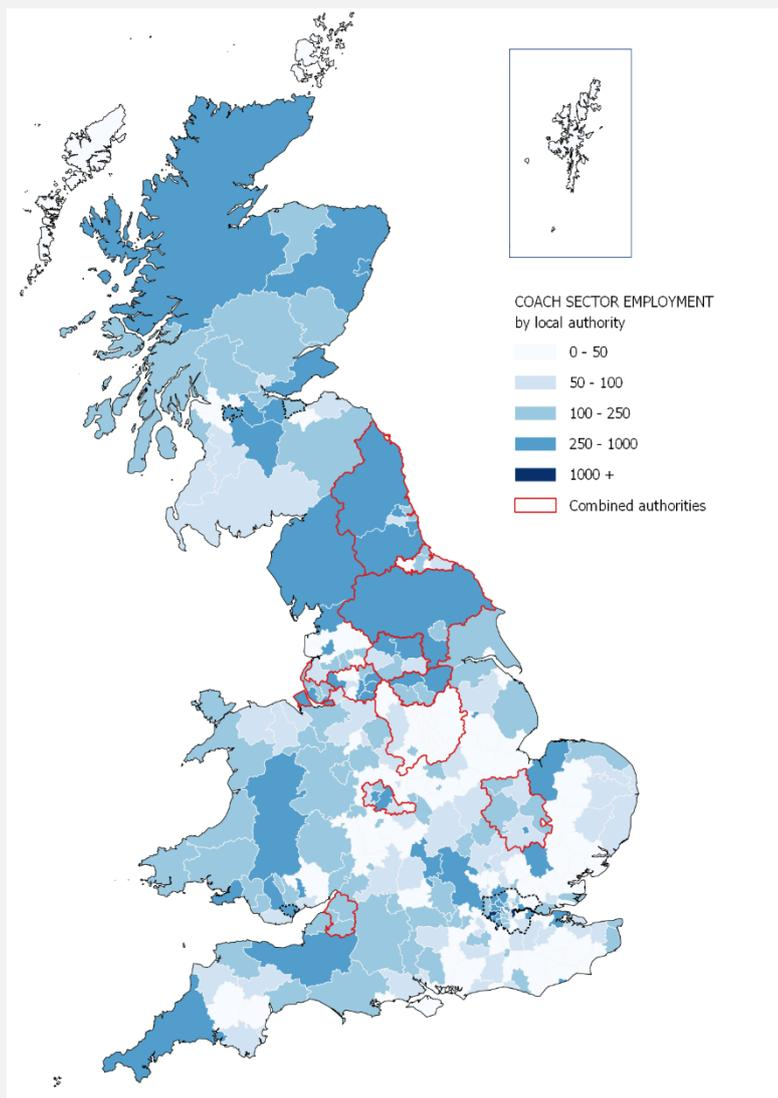 COACH SECTOR EMPLOYMENT
by local authority
0 - 50
50 - 100
100 - 250
250 - 1000
1000 +
Combined authorities